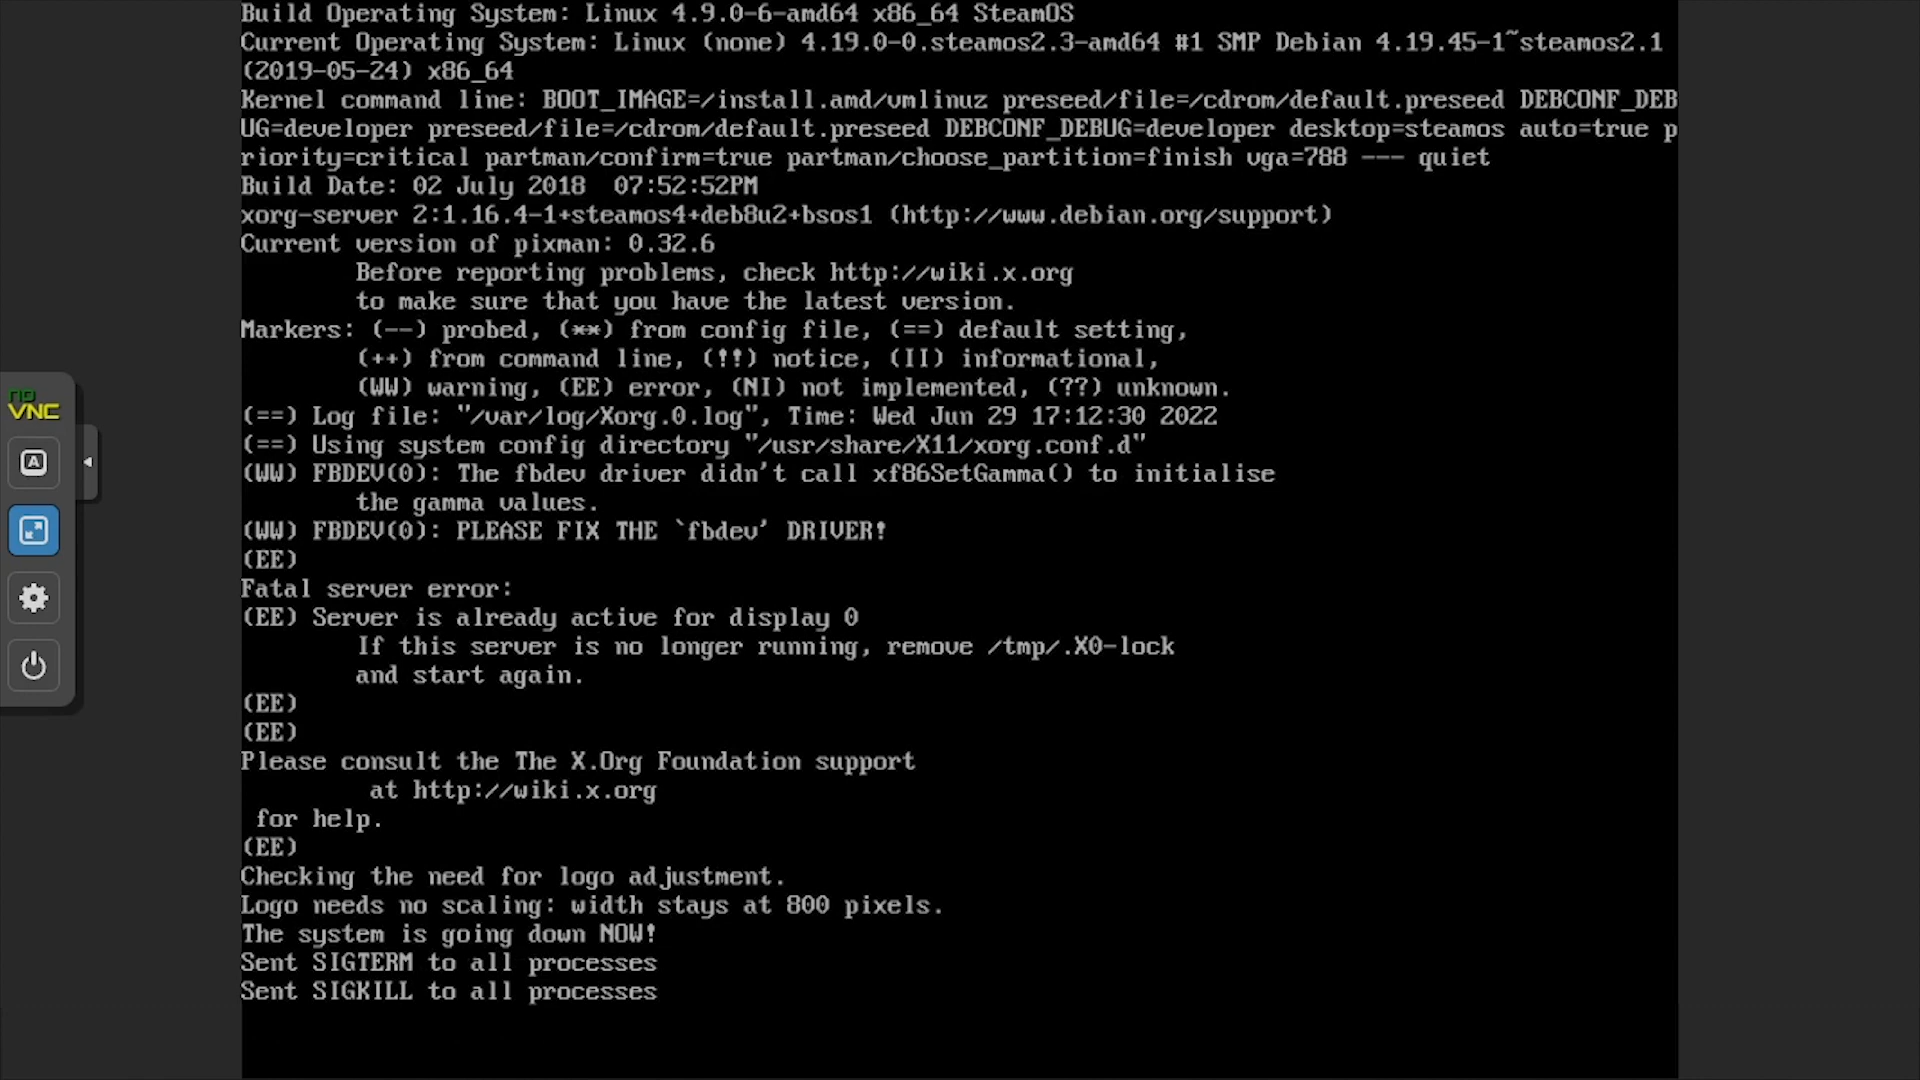 Build Operating System: Linux 4.9.0-6-amd64 x86_64 SteamOS
Current Operating System: Linux (none) 4.19.0-0.steamos2.3-amd64 #1 SMP Debian 4.19.45-1~steamos2.1
(2019-05-24) x86_64
Kernel command line: BOOT_IMAGE=/install.amd/vmlinuz preseed/file=/cdrom/default.preseed DEBCONF_DEB
UG=developer preseed/file=/cdrom/default.preseed DEBCONF_DEBUG=developer desktop=steamos auto=true p
riority=critical partman/confirm=true partman/choose_partition=finish vga=788 --- quiet
Build Date: 02 July 2018  07:52:52PM
xorg-server 2:1.16.4-1+steamos4+deb8u2+bsos1 (http://www.debian.org/support)
Current version of pixman: 0.32.6
        Before reporting problems, check http://wiki.x.org
        to make sure that you have the latest version.
Markers: (--) probed, (**) from config file, (==) default setting,
        (++) from command line, (!!) notice, (II) informational,
        (WW) warning, (EE) error, (NI) not implemented, (??) unknown.
(==) Log file: "/var/log/Xorg.0.log", Time: Wed Jun 29 17:12:30 2022
(==) Using system config directory "/usr/share/X11/xorg.conf.d"
(WW) FBDEV(0): The fbdev driver didn't call xf86SetGamma() to initialise
        the gamma values.
(WW) FBDEV(0): PLEASE FIX THE `fbdev' DRIVER!
(EE)
Fatal server error:
(EE) Server is already active for display 0
        If this server is no longer running, remove /tmp/.X0-lock
        and start again.
(EE)
(EE)
Please consult the The X.Org Foundation support
         at http://wiki.x.org
 for help.
(EE)
Checking the need for logo adjustment.
Logo needs no scaling: width stays at 800 pixels.
The system is going down NOW!
Sent SIGTERM to all processes
Sent SIGKILL to all processes
no
VNC
A